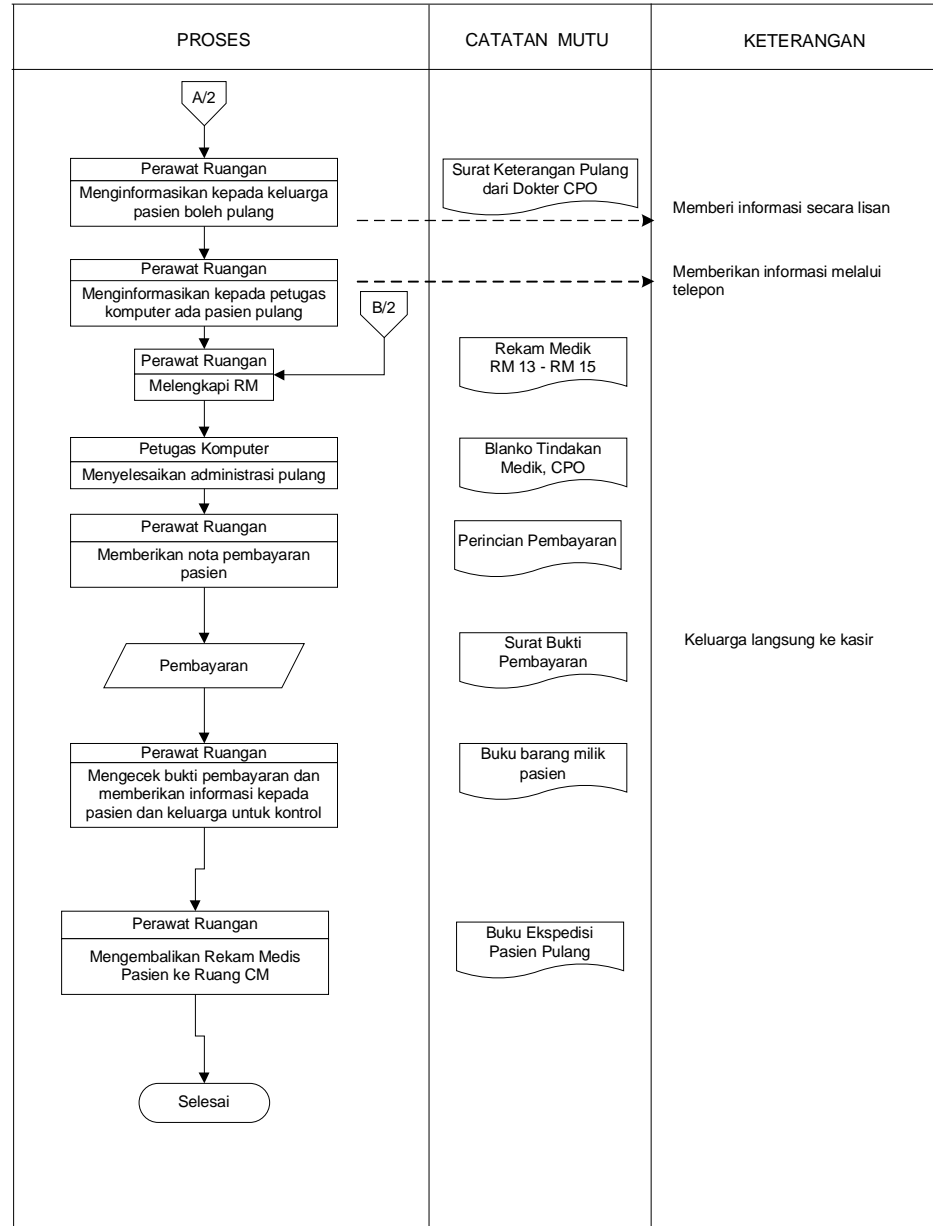 PROSES
CATATAN MUTU
KETERANGAN
A/2
Perawat Ruangan
Menginformasikan kepada keluarga
pasien boleh pulang
Surat Keterangan Pulang
dari Dokter CPO
Memberi informasi secara lisan
Perawat Ruangan
Menginformasikan kepada petugas
komputer ada pasien pulang
Memberikan informasi melalui
telepon
B/2
Perawat Ruangan
Melengkapi RM
Rekam Medik
RM 13 - RM 15
Petugas Komputer
Menyelesaikan administrasi pulang
Blanko Tindakan
Medik, CPO
Perawat Ruangan
Memberikan nota pembayaran
pasien
Perincian Pembayaran
Pembayaran
Surat Bukti
Pembayaran
Keluarga langsung ke kasir
Perawat Ruangan
Mengecek bukti pembayaran dan
memberikan informasi kepada
pasien dan keluarga untuk kontrol
Buku barang milik
pasien
Perawat Ruangan
Mengembalikan Rekam Medis
Pasien ke Ruang CM
Buku Ekspedisi
Pasien Pulang
Selesai